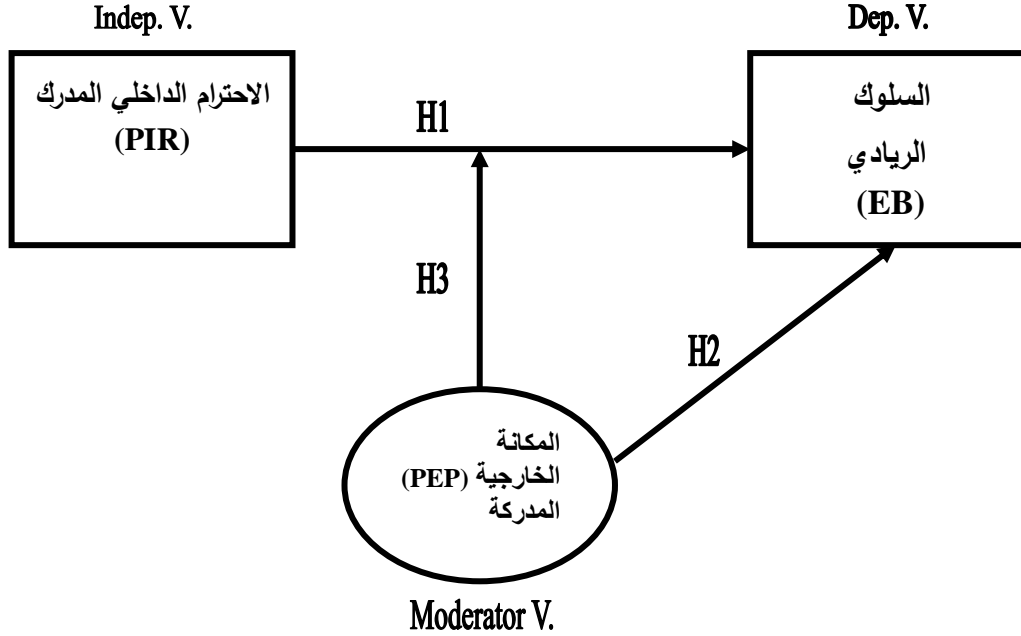 Indep. V.
Dep. V.
الاحترام الداخلي المدرك
(PIR)
H1
السلوك
الريادي
(EB)
H3
H2
المكانة
الخارجية (PEP)
المدركة
Moderator V.